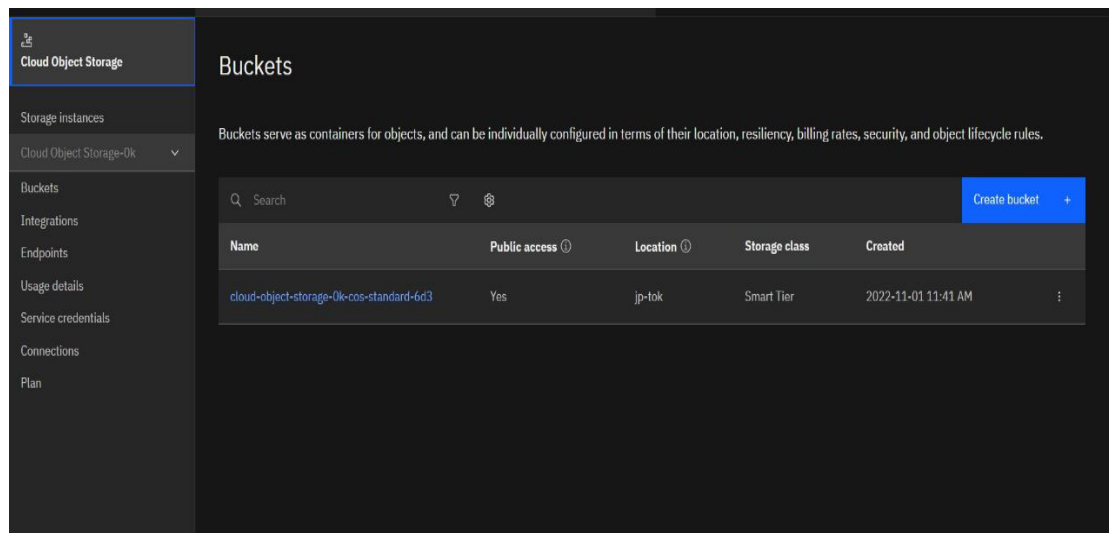 Cloud Object Storage
Storage instances
Cloud Object Storage-0k
Buckets
Integrations
Endpoints
Usage details
Service credentials
Connections
Plan
Buckets
Buckets serve as containers for objects, and can be individually configured in terms of their location, resiliency, billing rates, security, and object lifecycle rules.
Search
Create bucket +
Name Public access Location Storage class Created
cloud-object-storage-0k-cos-standard-6d3 Yes jp-tok Smart Tier 2022-11-01 11:41 AM